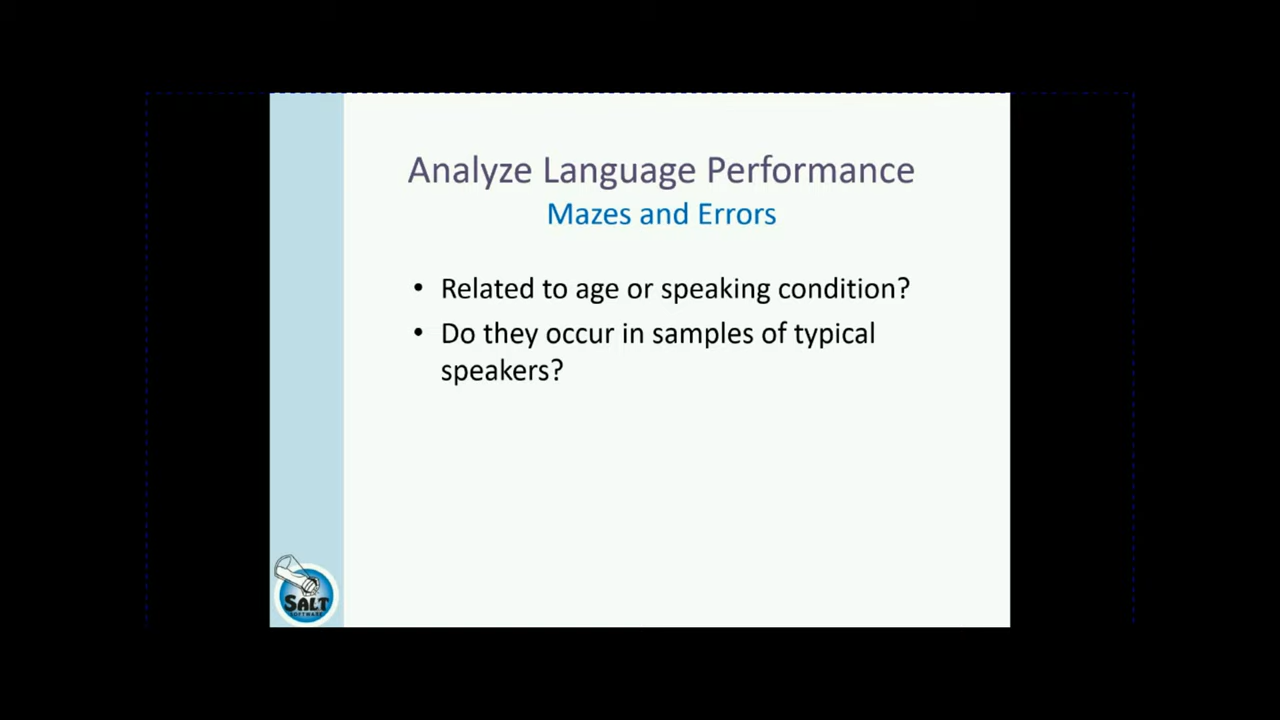 Analyze Language Performance
Mazes and Errors
• Related to age or speaking condition?
• Do they occur in samples of typical
speakers?
SALT
SOFTWARE